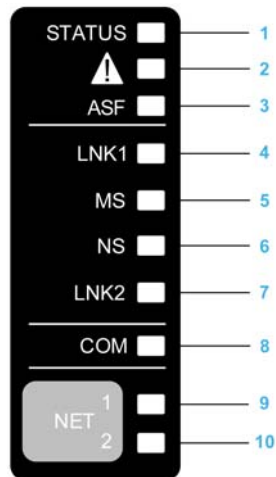 STATUS 1
2
ASF 3
LNK1 4
MS 5
NS 6
LNK2 7
COM 8
1 9
NET
2 10